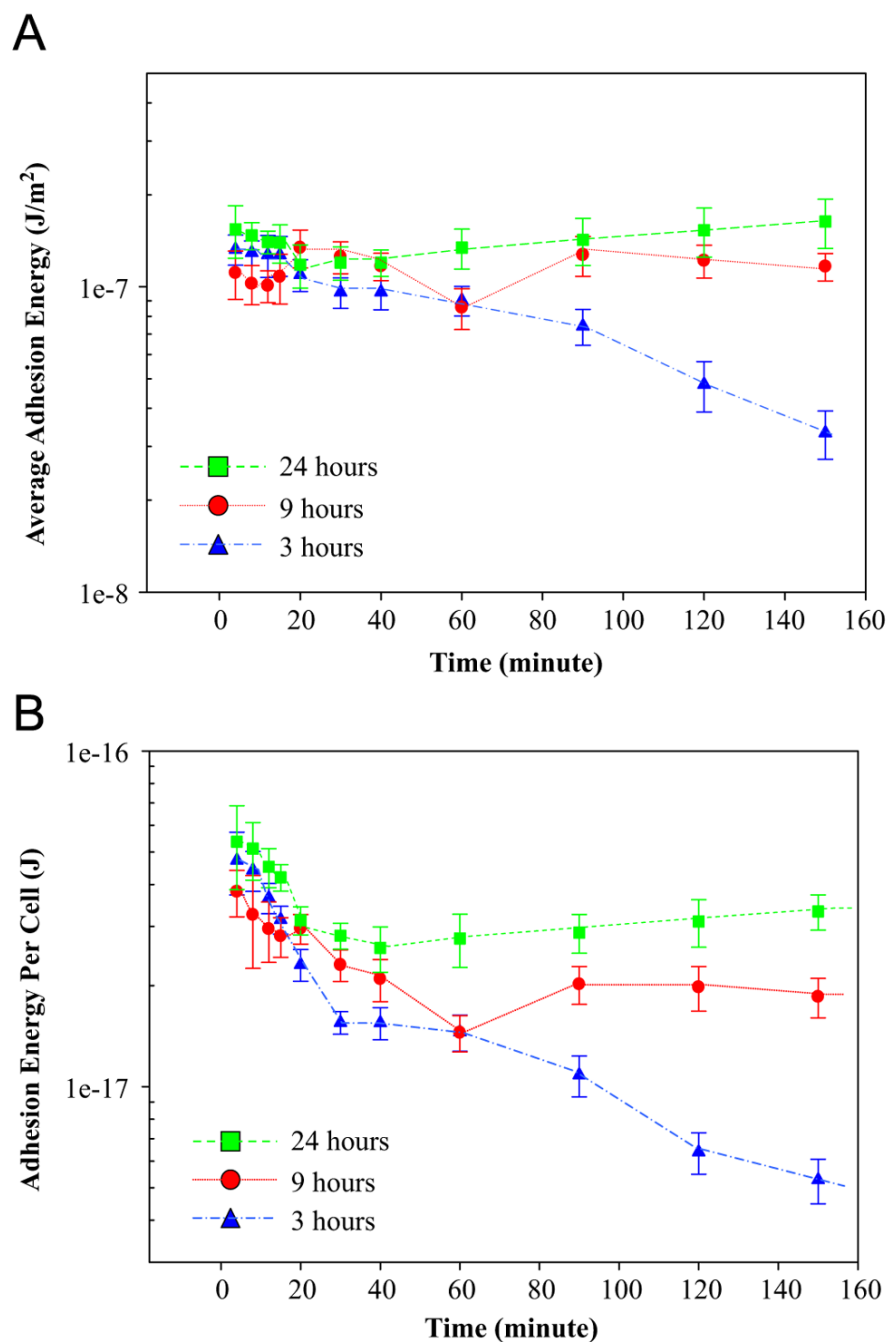 A
Average Adhesion Energy (J/m²)
1e-7
1e-8
24 hours
9 hours
3 hours
0 20 40 60 80 100 120 140 160
Time (minute)
B
Adhesion Energy Per Cell (J)
1e-16
1e-17
24 hours
9 hours
3 hours
0 20 40 60 80 100 120 140 160
Time (minute)